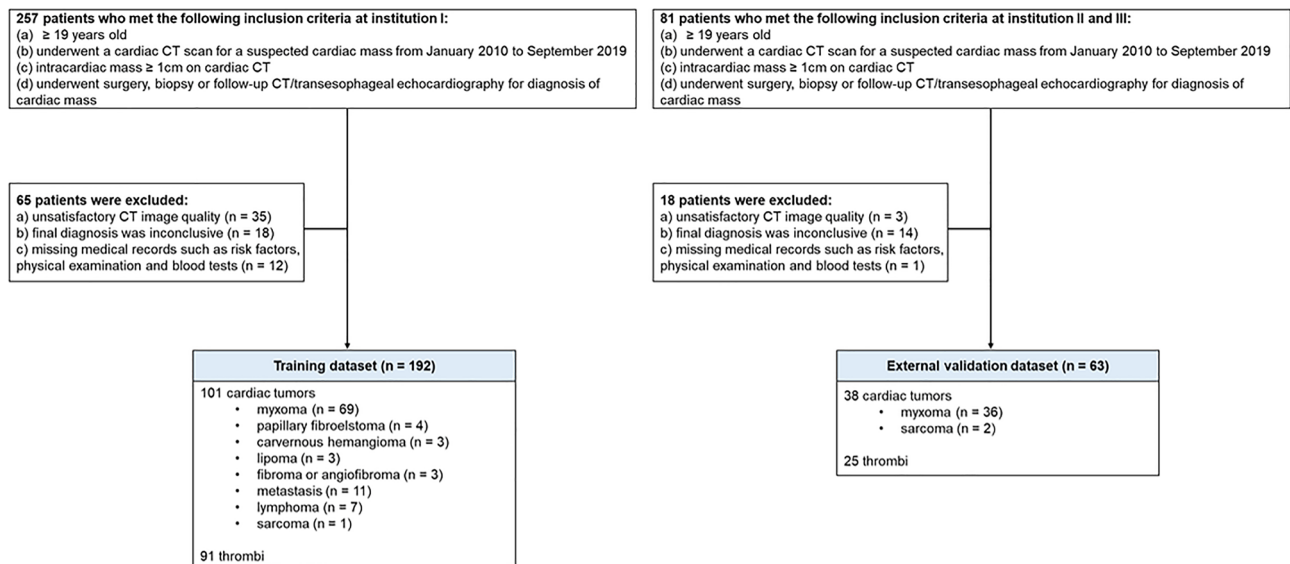 257 patients who met the following inclusion criteria at institution I:
(a) ≥ 19 years old
(b) underwent a cardiac CT scan for a suspected cardiac mass from January 2010 to September 2019
(c) intracardiac mass ≥ 1cm on cardiac CT
(d) underwent surgery, biopsy or follow-up CT/transesophageal echocardiography for diagnosis of
cardiac mass
65 patients were excluded:
a) unsatisfactory CT image quality (n = 35)
b) final diagnosis was inconclusive (n = 18)
c) missing medical records such as risk factors,
physical examination and blood tests (n = 12)
Training dataset (n = 192)
101 cardiac tumors
• myxoma (n = 69)
• papillary fibroelstoma (n = 4)
• carvernous hemangioma (n = 3)
• lipoma (n = 3)
• fibroma or angiofibroma (n = 3)
• metastasis (n = 11)
• lymphoma (n = 7)
• sarcoma (n = 1)
91 thrombi
81 patients who met the following inclusion criteria at institution II and III:
(a) ≥ 19 years old
(b) underwent a cardiac CT scan for a suspected cardiac mass from January 2010 to September 2019
(c) intracardiac mass ≥ 1cm on cardiac CT
(d) underwent surgery, biopsy or follow-up CT/transesophageal echocardiography for diagnosis of
cardiac mass
18 patients were excluded:
a) unsatisfactory CT image quality (n = 3)
b) final diagnosis was inconclusive (n = 14)
c) missing medical records such as risk factors,
physical examination and blood tests (n = 1)
External validation dataset (n = 63)
38 cardiac tumors
• myxoma (n = 36)
• sarcoma (n = 2)
25 thrombi